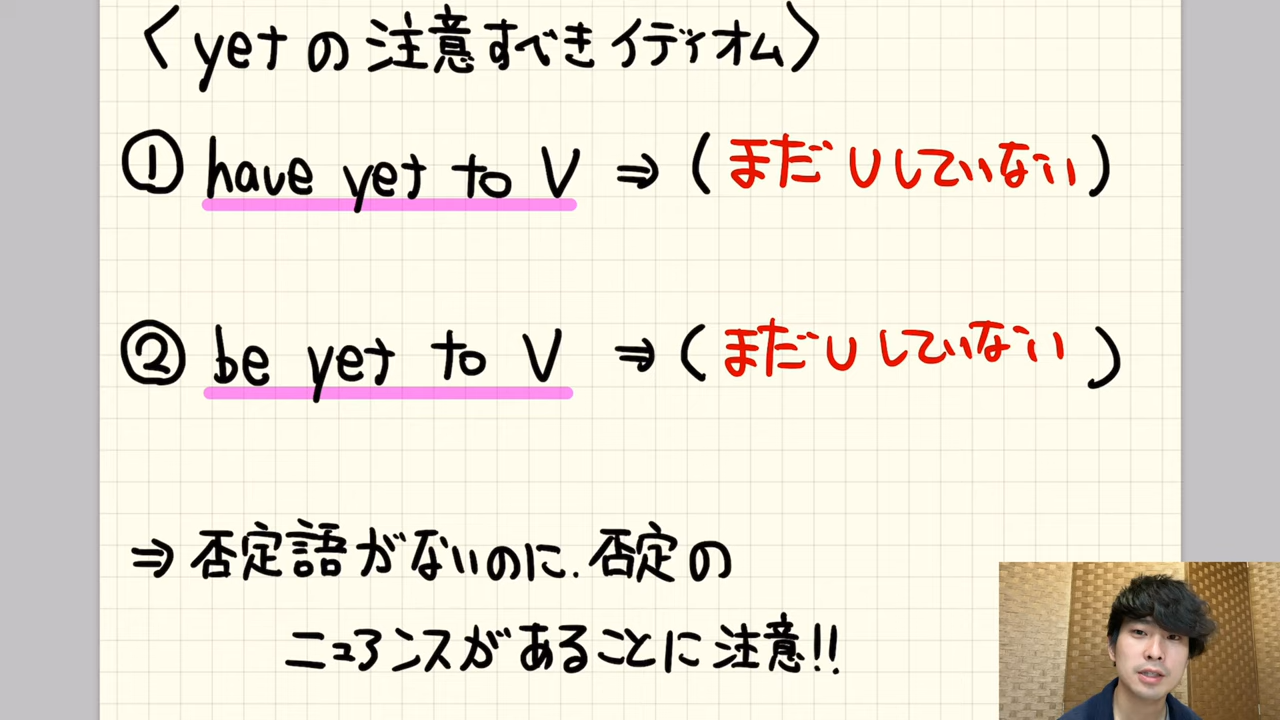 〈yetの注意すべきイディオム〉
① have yet to V ⇒ (まだVしていない)
② be yet to V ⇒ (まだVしていない)
⇒ 否定語がないのに、否定の
ニュアンスがあることに注意!!